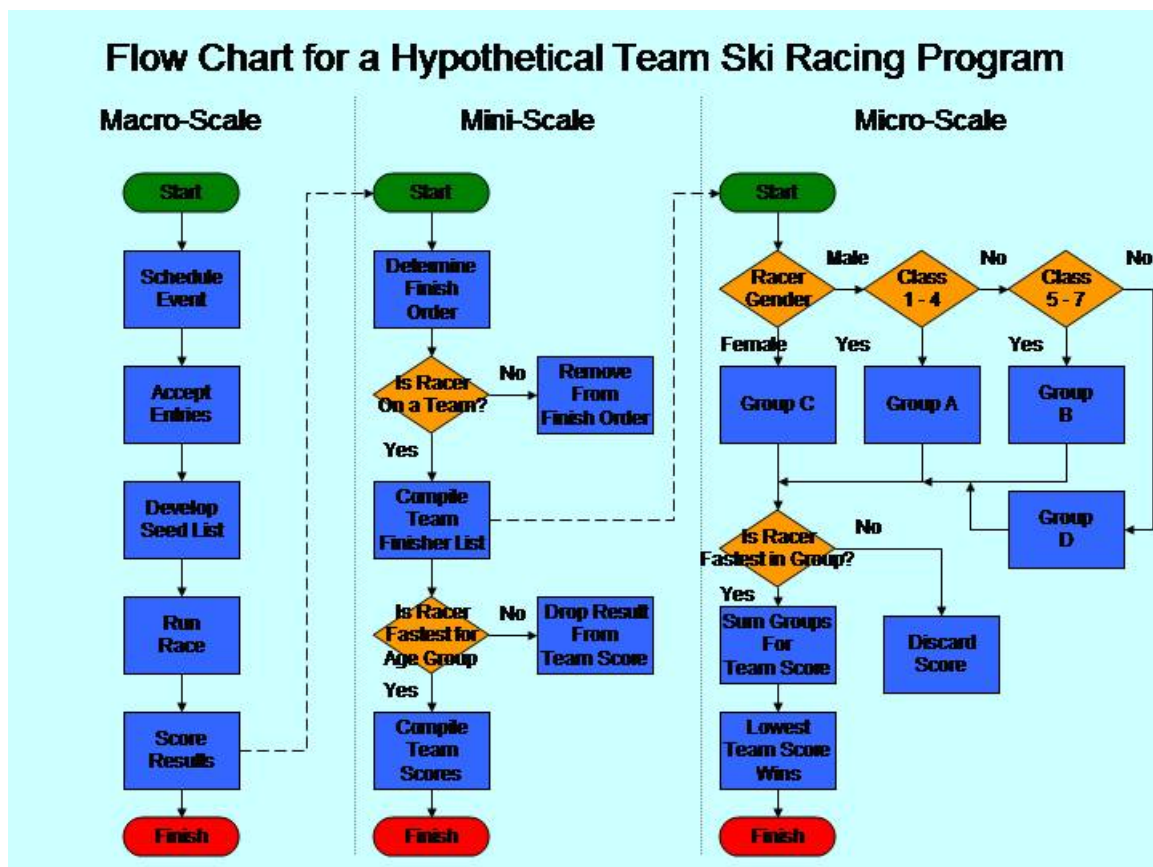 Flow Chart for a Hypothetical Team Ski Racing Program
Macro-Scale
Start
Schedule
Event
Accept
Entries
Develop
Seed List
Run
Race
Score
Results
Finish
Mini-Scale
Start
Determine
Finish
Order
Is Racer
On a Team?
No
Remove
From
Finish Order
Yes
Compile
Team
Finisher List
Is Racer
Fastest for
Age Group
No
Drop Result
From
Team Score
Yes
Compile
Team
Scores
Finish
Micro-Scale
Start
Racer
Gender
Male
Class
1 - 4
No
Class
5 - 7
No
Female
Yes
Yes
Group C
Group A
Group
B
Group
D
Is Racer
Fastest in Group?
No
Yes
Sum Groups
For
Team Score
Discard
Score
Lowest
Team Score
Wins
Finish